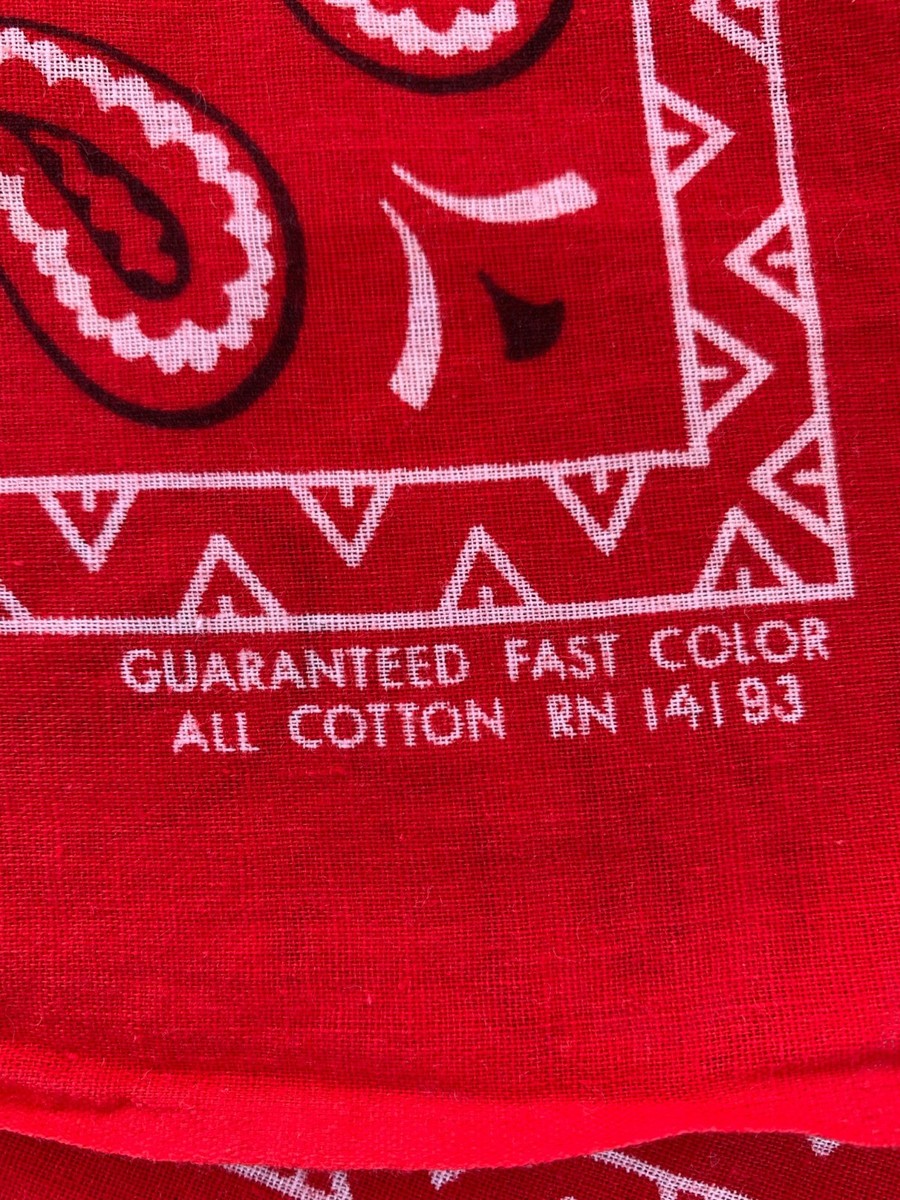 GUARANTEED FAST COLOR
ALL COTTON RN 14193